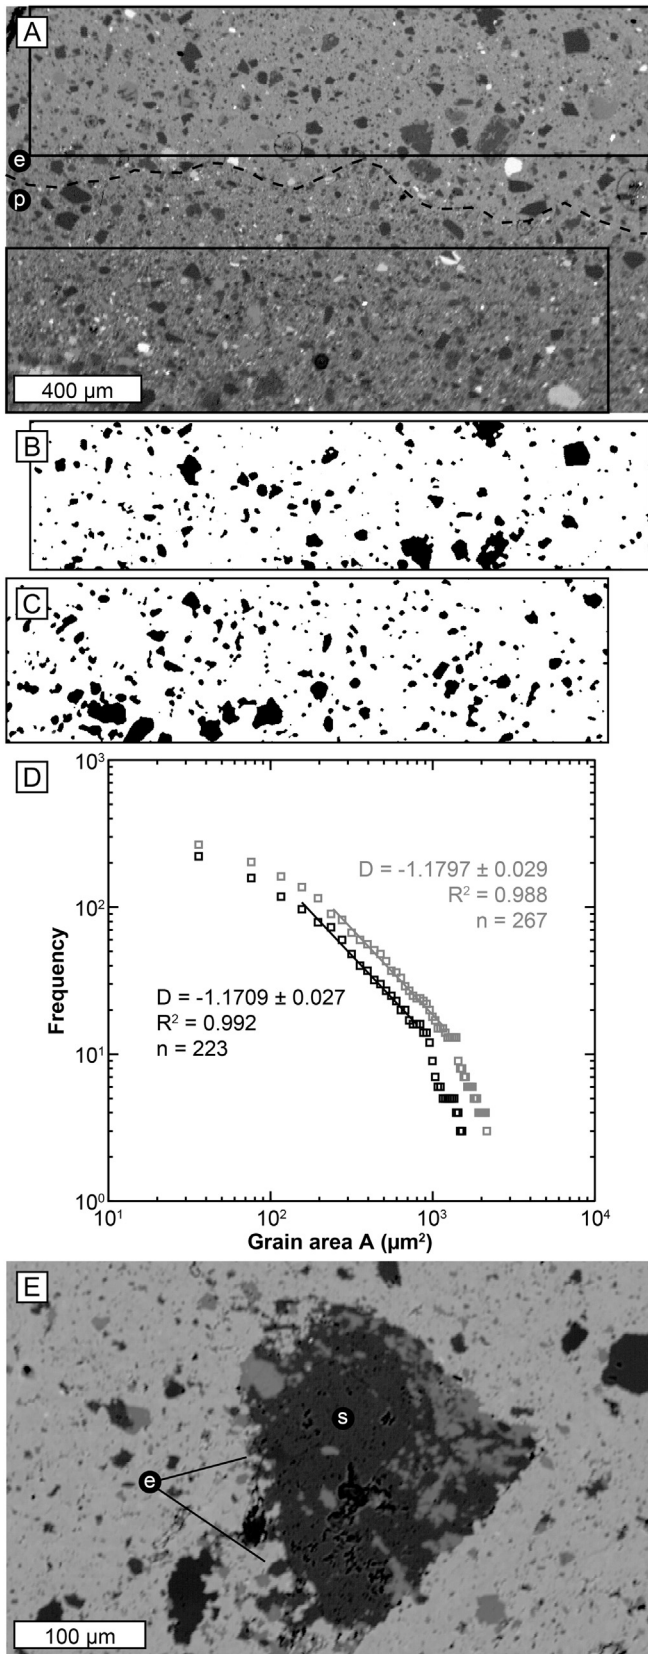 A
e
p
400 µm
B
C
D
10³
10²
10¹
10⁰
Frequency
D = -1.1797 ± 0.029
R² = 0.988
n = 267
D = -1.1709 ± 0.027
R² = 0.992
n = 223
10¹ 10² 10³ 10⁴
Grain area A (µm²)
E
s
e
100 µm